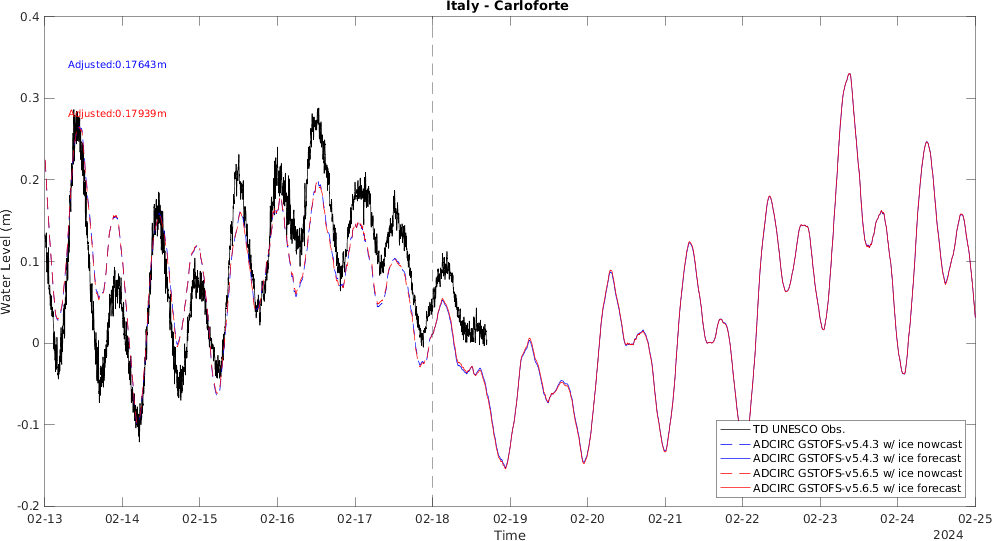 Italy - Carloforte
0.4
0.3
0.2
0.1
0
-0.1
-0.2
Water Level (m)
Adjusted:0.17643m
Adjusted:0.17939m
TD UNESCO Obs.
ADCIRC GSTOFS-v5.4.3 w/ ice nowcast
ADCIRC GSTOFS-v5.4.3 w/ ice forecast
ADCIRC GSTOFS-v5.6.5 w/ ice nowcast
ADCIRC GSTOFS-v5.6.5 w/ ice forecast
02-13 02-14 02-15 02-16 02-17 02-18 02-19 02-20 02-21 02-22 02-23 02-24 02-25
Time
2024